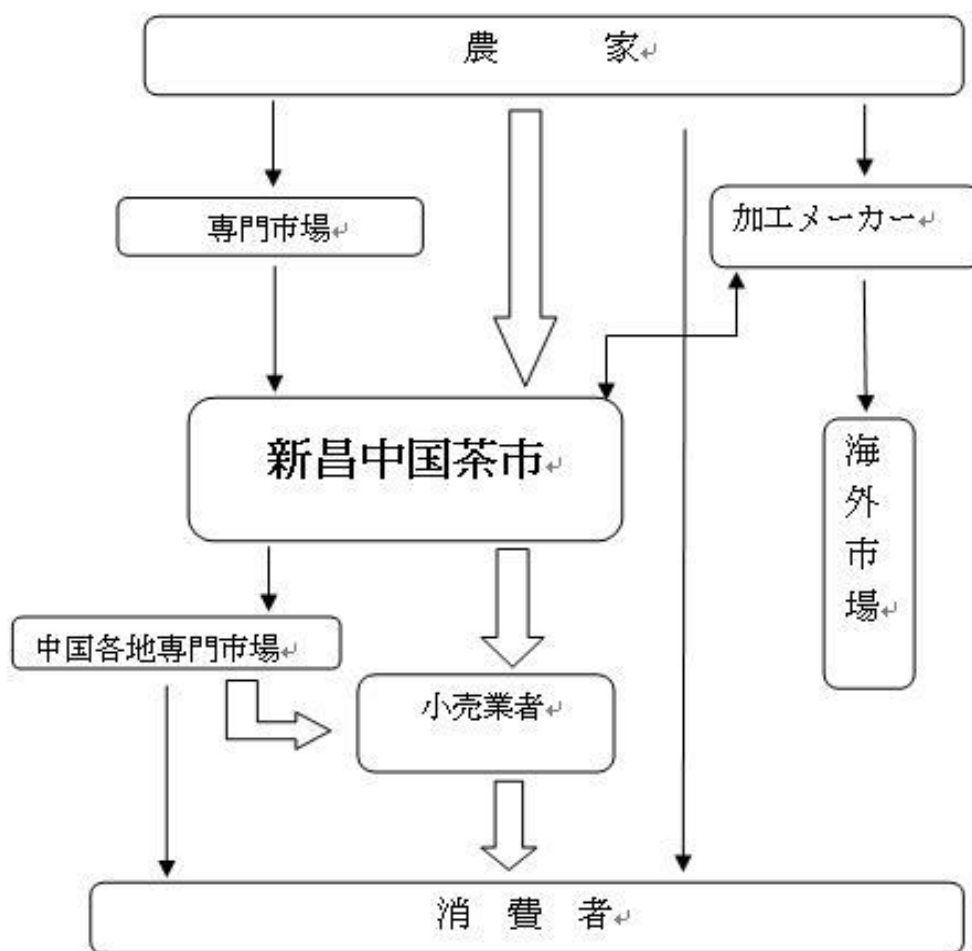 農　家
専門市場
加工メーカー
新昌中国茶市
海外市場
中国各地専門市場
小売業者
消 費 者